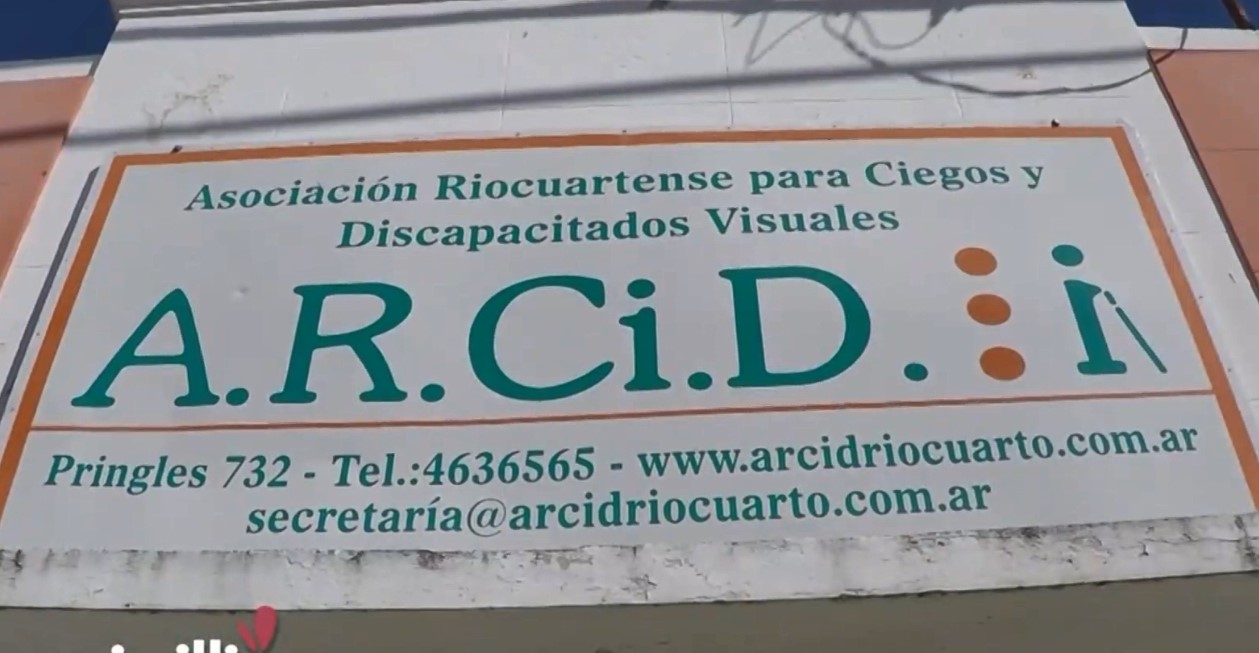 Asociación Riocuartense para Ciegos y
Discapacitados Visuales
A.R.Ci.D.
Pringles 732 - Tel.:4636565 - www.arcidriocuarto.com.ar
secretaría@arcidriocuarto.com.ar